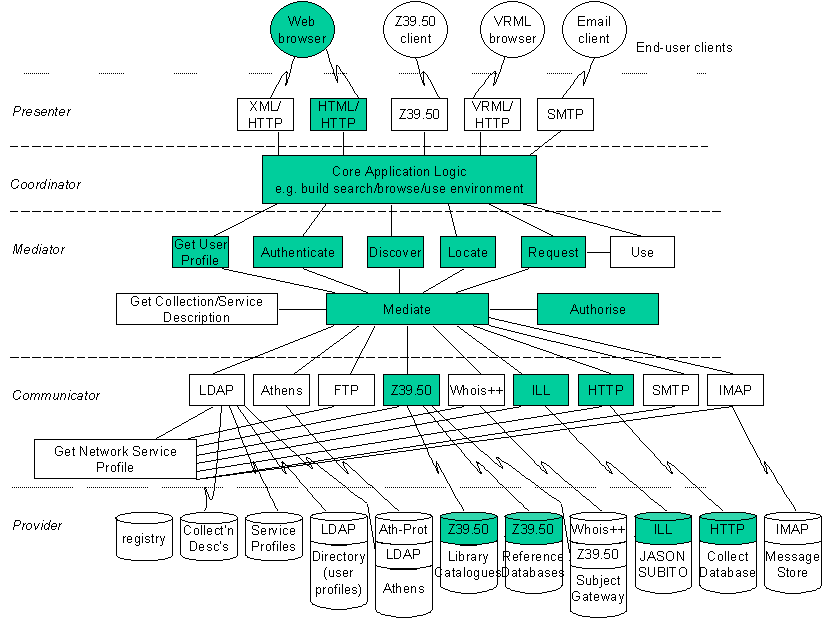 Web
browser
Z39.50
client
VRML
browser
Email
client
End-user clients
Presenter
XML/
HTTP
HTML/
HTTP
Z39.50
VRML/
HTTP
SMTP
Coordinator
Core Application Logic
e.g. build search/browse/use environment
Mediator
Get User
Profile
Authenticate
Discover
Locate
Request
Use
Get Collection/Service
Description
Mediate
Authorise
Communicator
LDAP
Athens
FTP
Z39.50
Whois++
ILL
HTTP
SMTP
IMAP
Get Network Service
Profile
Provider
registry
Collect'n
Desc's
Service
Profiles
LDAP
Directory
(user
profiles)
Ath-Prot
LDAP
Athens
Z39.50
Library
Catalogues
Z39.50
Reference
Databases
Whois++
Z39.50
Subject
Gateway
ILL
JASON
SUBITO
HTTP
Collect
Database
IMAP
Message
Store